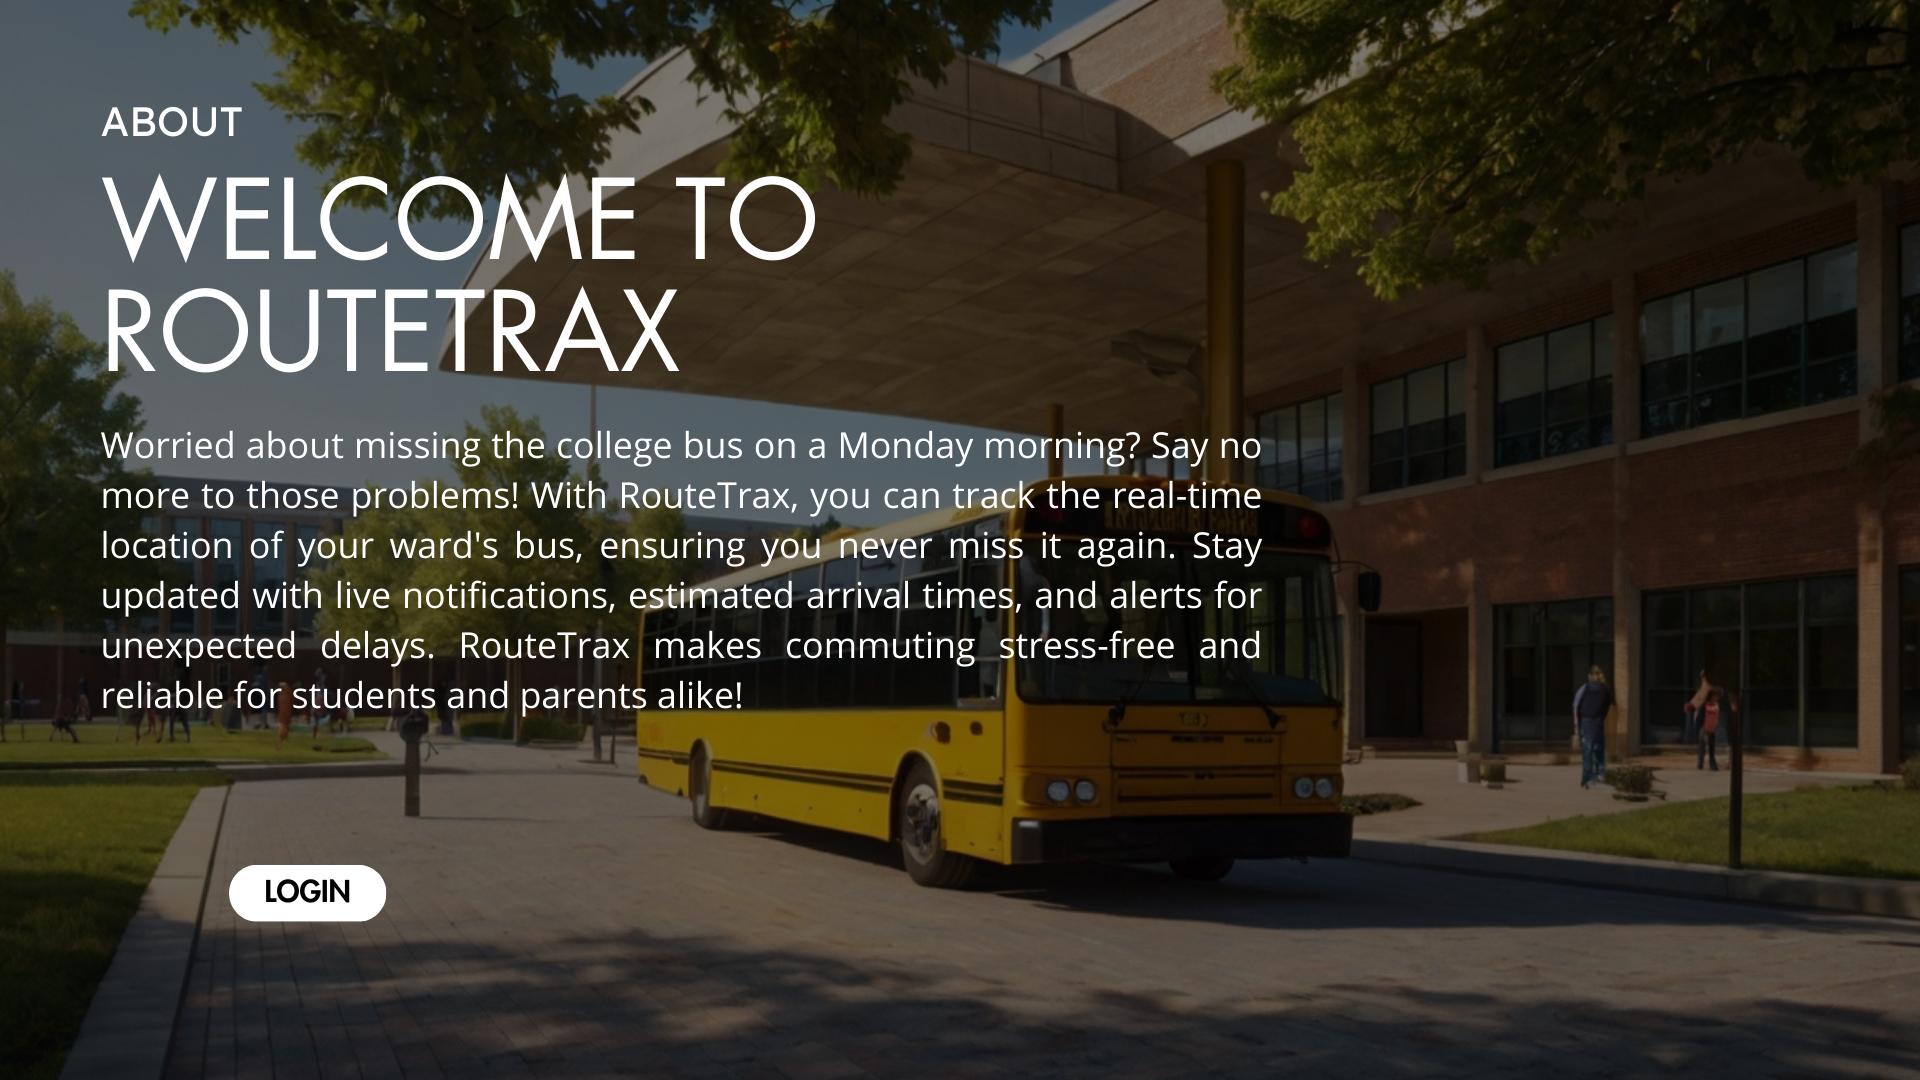 ABOUT
WELCOME TO
ROUTETRAX
Worried about missing the college bus on a Monday morning? Say no
more to those problems! With RouteTrax, you can track the real-time
location of your ward's bus, ensuring you never miss it again. Stay
updated with live notifications, estimated arrival times, and alerts for
unexpected delays. RouteTrax makes commuting stress-free and
reliable for students and parents alike!
LOGIN